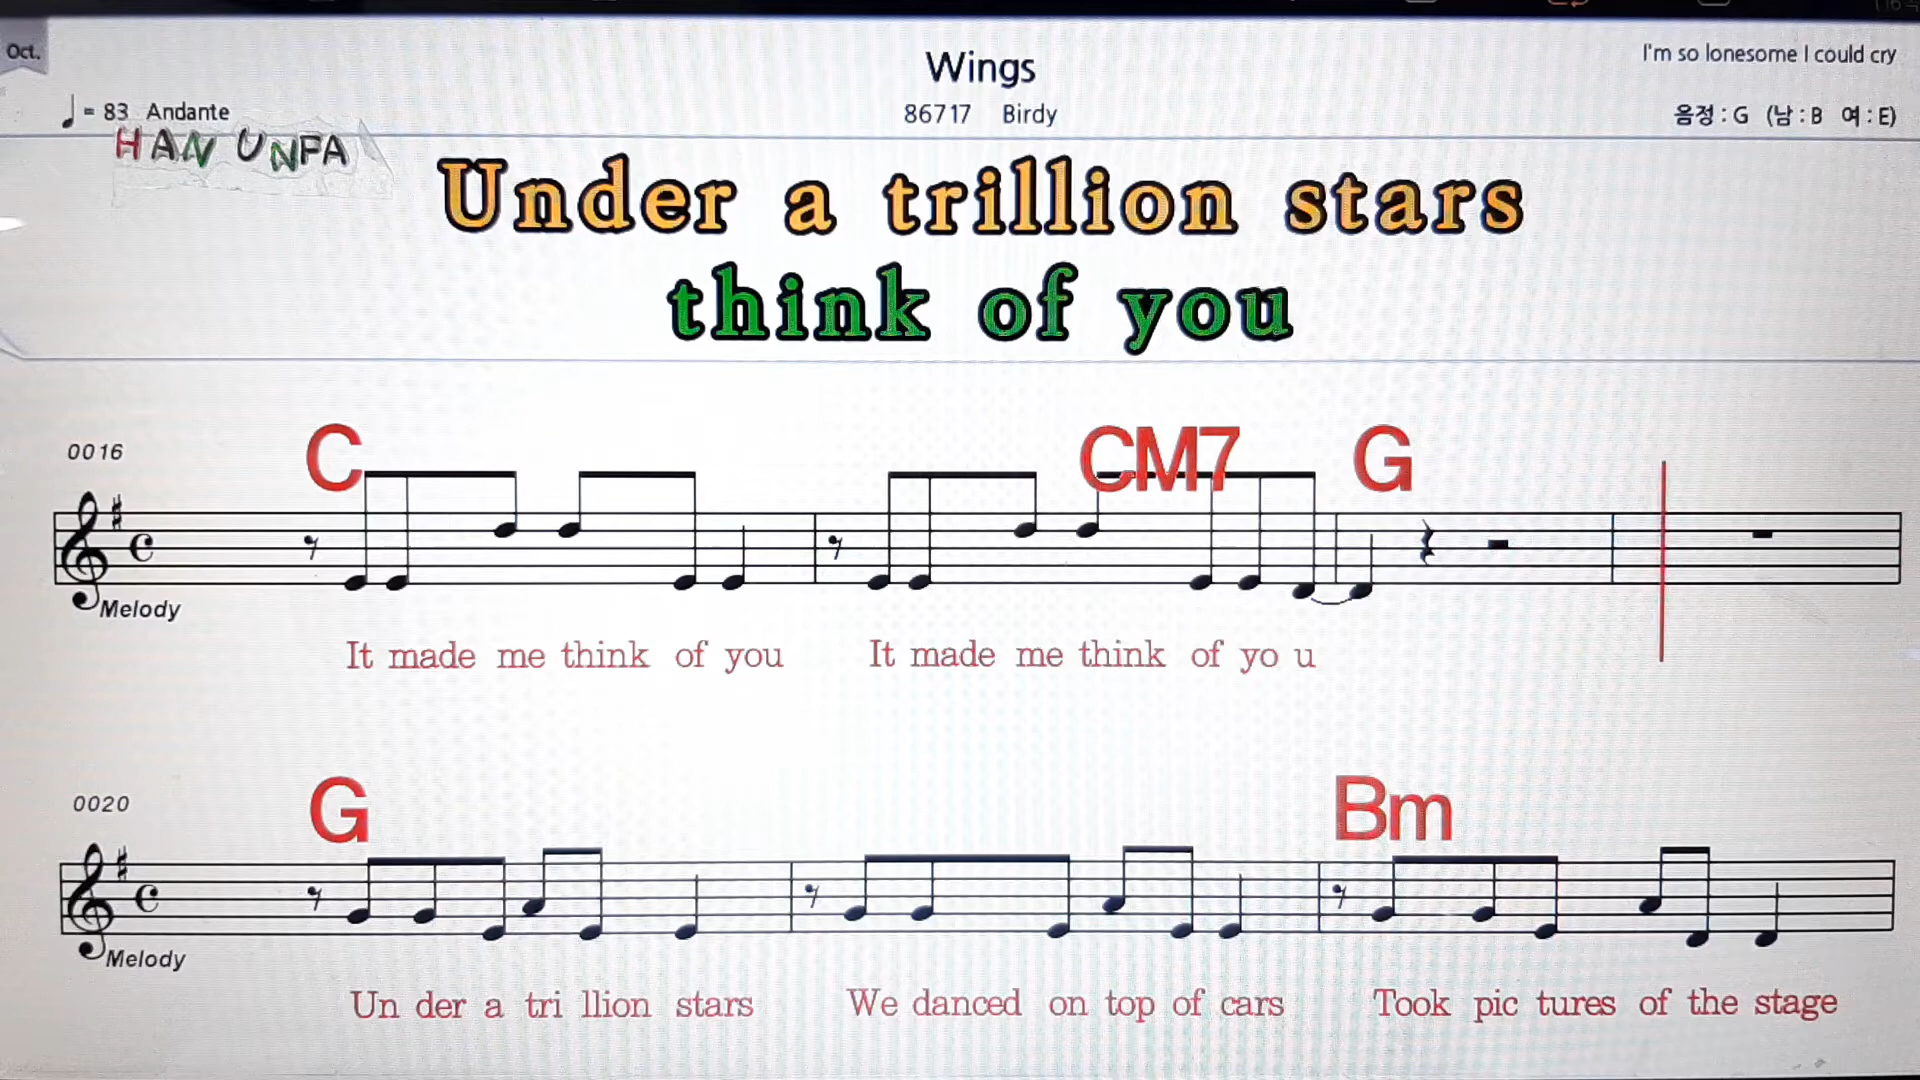 Oct.
Wings
I'm so lonesome I could cry
= 83 Andante
86717 Birdy
음정 : G (남 : B 여 : E)
HAN UNPA
Under a trillion stars
think of you
0016
C CM7 G
Melody
It made me think of you It made me think of yo u
0020
G Bm
Melody
Un der a tri llion stars We danced on top of cars Took pic tures of the stage